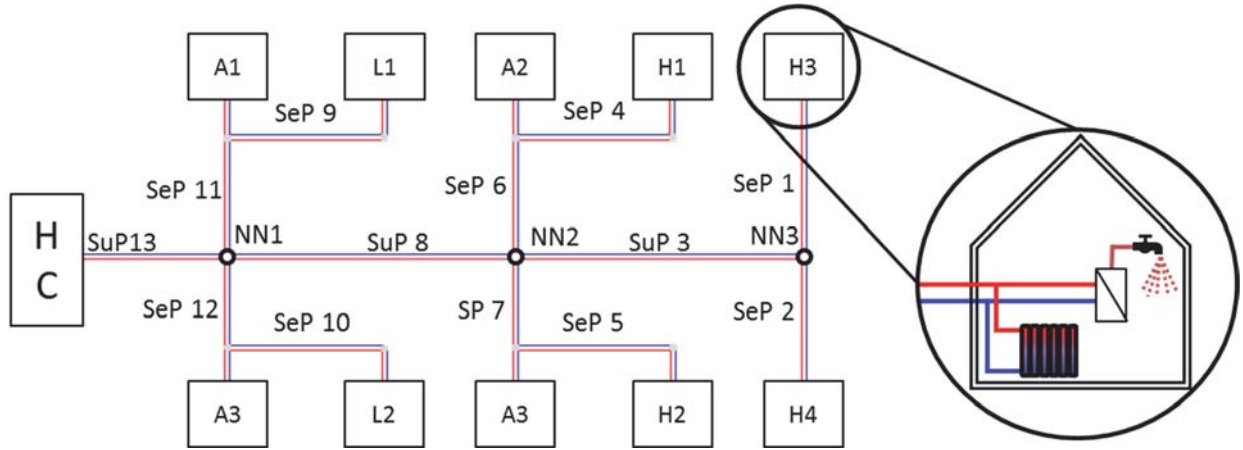 A1
L1
A2
H1
H3
SeP 9
SeP 4
SeP 11
SeP 6
SeP 1
H
C
SuP13
NN1
SuP 8
NN2
SuP 3
NN3
SeP 12
SeP 10
SP 7
SeP 5
SeP 2
A3
L2
A3
H2
H4